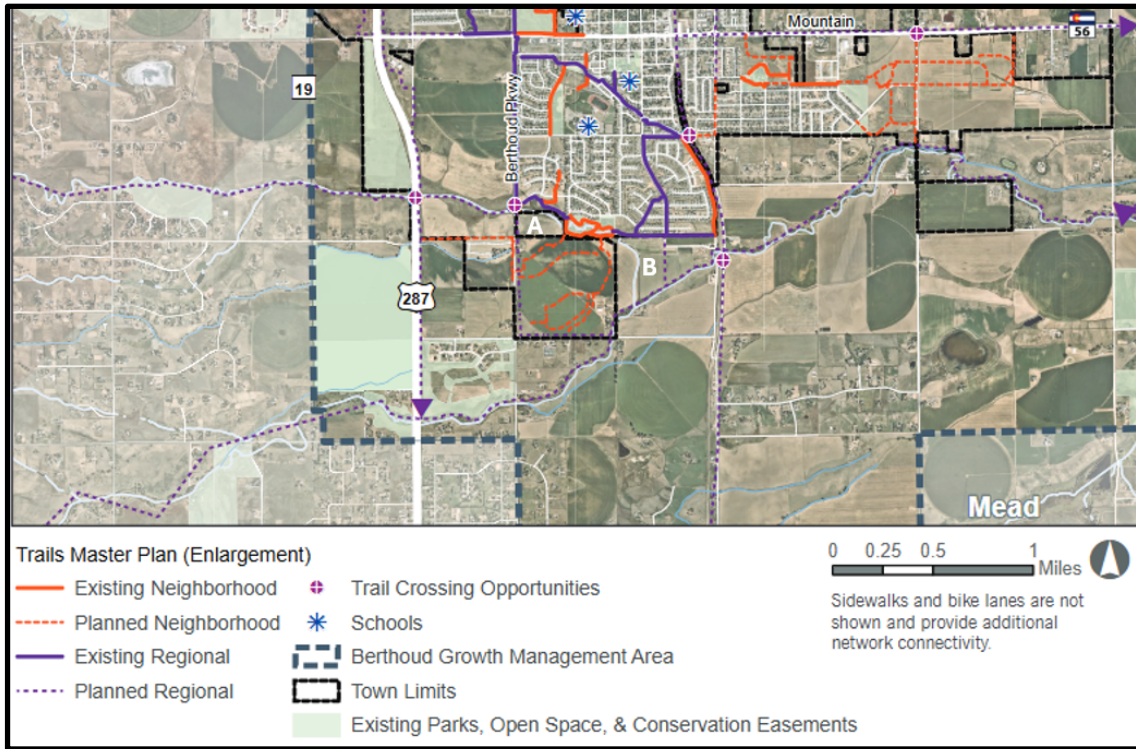 Mountain
56
19
Berthoud Pkwy
A
B
287
Mead
Trails Master Plan (Enlargement)
Existing Neighborhood
Planned Neighborhood
Existing Regional
Planned Regional
Trail Crossing Opportunities
Schools
Berthoud Growth Management Area
Town Limits
Existing Parks, Open Space, & Conservation Easements
0 0.25 0.5 1
Miles
Sidewalks and bike lanes are not
shown and provide additional
network connectivity.